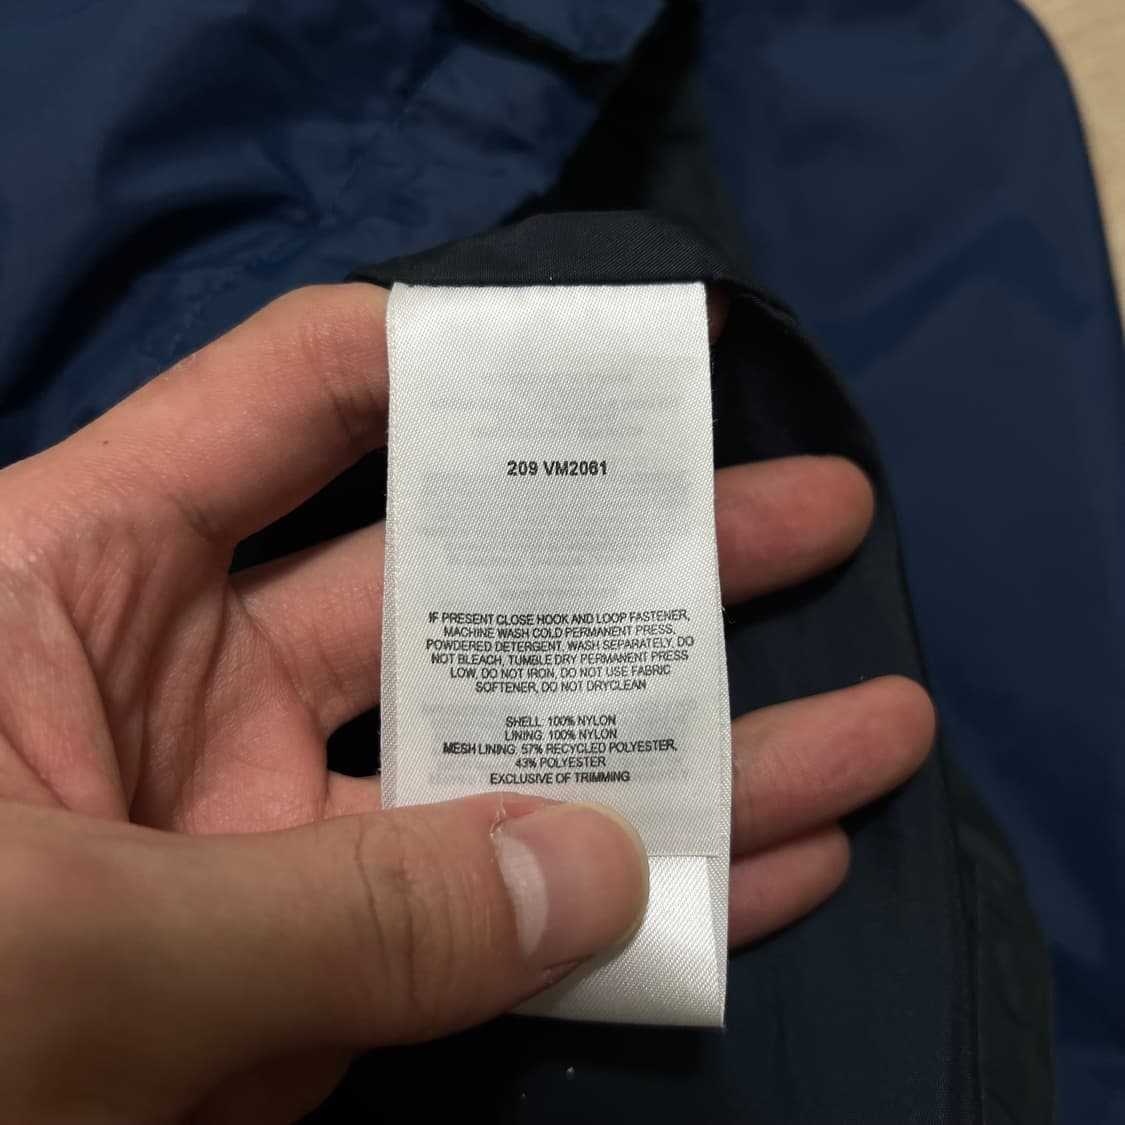 209 VM2061
IF PRESENT CLOSE HOOK AND LOOP FASTENER,
MACHINE WASH COLD PERMANENT PRESS,
POWDERED DETERGENT, WASH SEPARATELY, DO
NOT BLEACH, TUMBLE DRY PERMANENT PRESS
LOW, DO NOT IRON, DO NOT USE FABRIC
SOFTENER, DO NOT DRYCLEAN
SHELL: 100% NYLON
LINING: 100% NYLON
MESH LINING: 57% RECYCLED POLYESTER,
43% POLYESTER
EXCLUSIVE OF TRIMMING